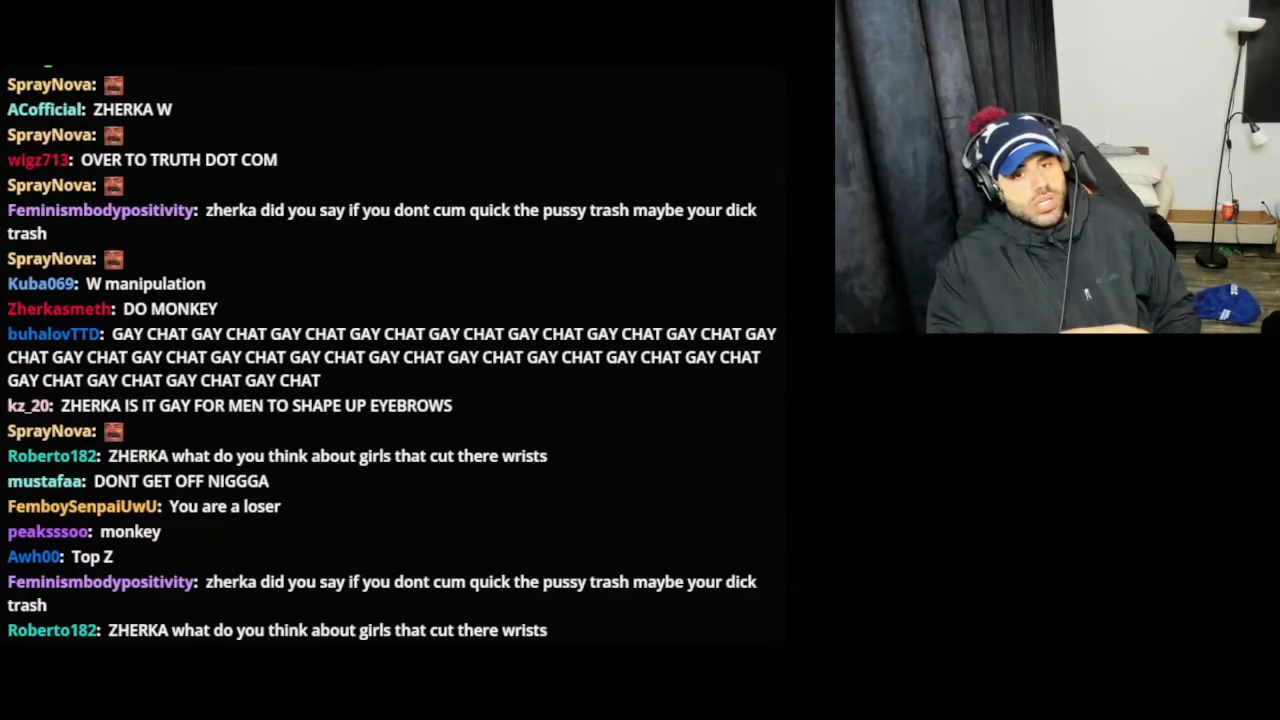 SprayNova:
ACofficial: ZHERKA W
SprayNova:
wigz713: OVER TO TRUTH DOT COM
SprayNova:
Feminismbodypositivity: zherka did you say if you dont cum quick the pussy trash maybe your dick
trash
SprayNova:
Kuba069: W manipulation
Zherkasmeth: DO MONKEY
buhalovTTD: GAY CHAT GAY CHAT GAY CHAT GAY CHAT GAY CHAT GAY CHAT GAY CHAT GAY CHAT GAY
CHAT GAY CHAT GAY CHAT GAY CHAT GAY CHAT GAY CHAT GAY CHAT GAY CHAT GAY CHAT
GAY CHAT GAY CHAT GAY CHAT GAY CHAT
kz_20: ZHERKA IS IT GAY FOR MEN TO SHAPE UP EYEBROWS
SprayNova:
Roberto182: ZHERKA what do you think about girls that cut there wrists
mustafaa: DONT GET OFF NIGGGA
FemboySenpaiUwU: You are a loser
peaksssoo: monkey
Awh00: Top Z
Feminismbodypositivity: zherka did you say if you dont cum quick the pussy trash maybe your dick
trash
Roberto182: ZHERKA what do you think about girls that cut there wrists